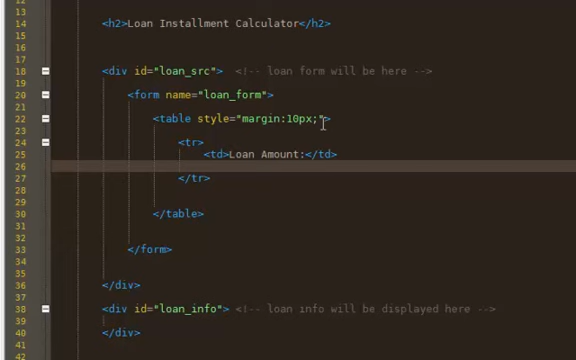 12
13
14 <h2>Loan Installment Calculator</h2>
15
16
17
18 <div id="loan_src"> <!-- loan form will be here -->
19
20 <form name="loan_form">
21
22 <table style="margin:10px;">
23
24 <tr>
25 <td>Loan Amount:</td>
26
27 </tr>
28
29
30 </table>
31
32
33 </form>
34
35
36 </div>
37
38 <div id="loan_info"> <!-- loan info will be displayed here -->
39
40 </div>
41
42